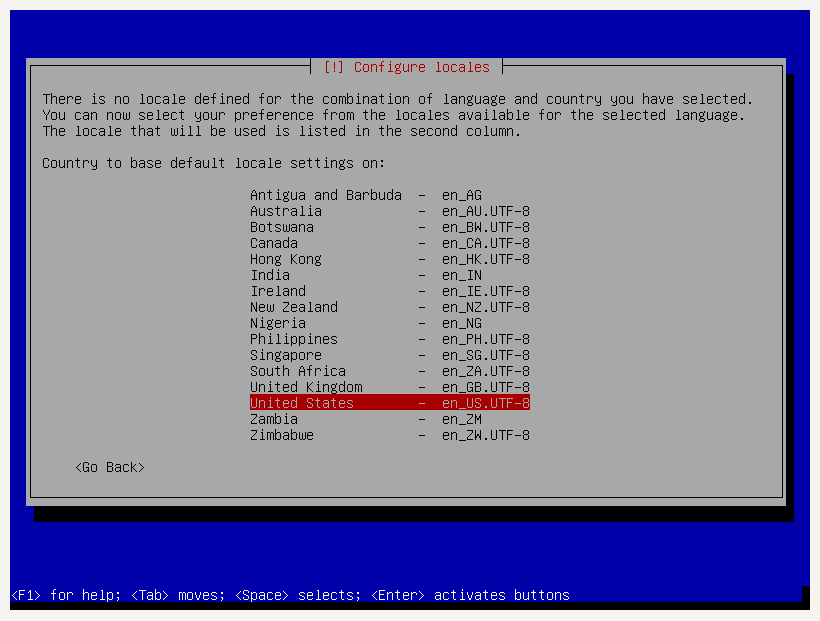 [!] Configure locales
There is no locale defined for the combination of language and country you have selected.
You can now select your preference from the locales available for the selected language.
The locale that will be used is listed in the second column.
Country to base default locale settings on:
Antigua and Barbuda - en_AG
Australia - en_AU.UTF-8
Botswana - en_BW.UTF-8
Canada - en_CA.UTF-8
Hong Kong - en_HK.UTF-8
India - en_IN
Ireland - en_IE.UTF-8
New Zealand - en_NZ.UTF-8
Nigeria - en_NG
Philippines - en_PH.UTF-8
Singapore - en_SG.UTF-8
South Africa - en_ZA.UTF-8
United Kingdom - en_GB.UTF-8
United States - en_US.UTF-8
Zambia - en_ZM
Zimbabwe - en_ZW.UTF-8
<Go Back>
<F1> for help; <Tab> moves; <Space> selects; <Enter> activates buttons